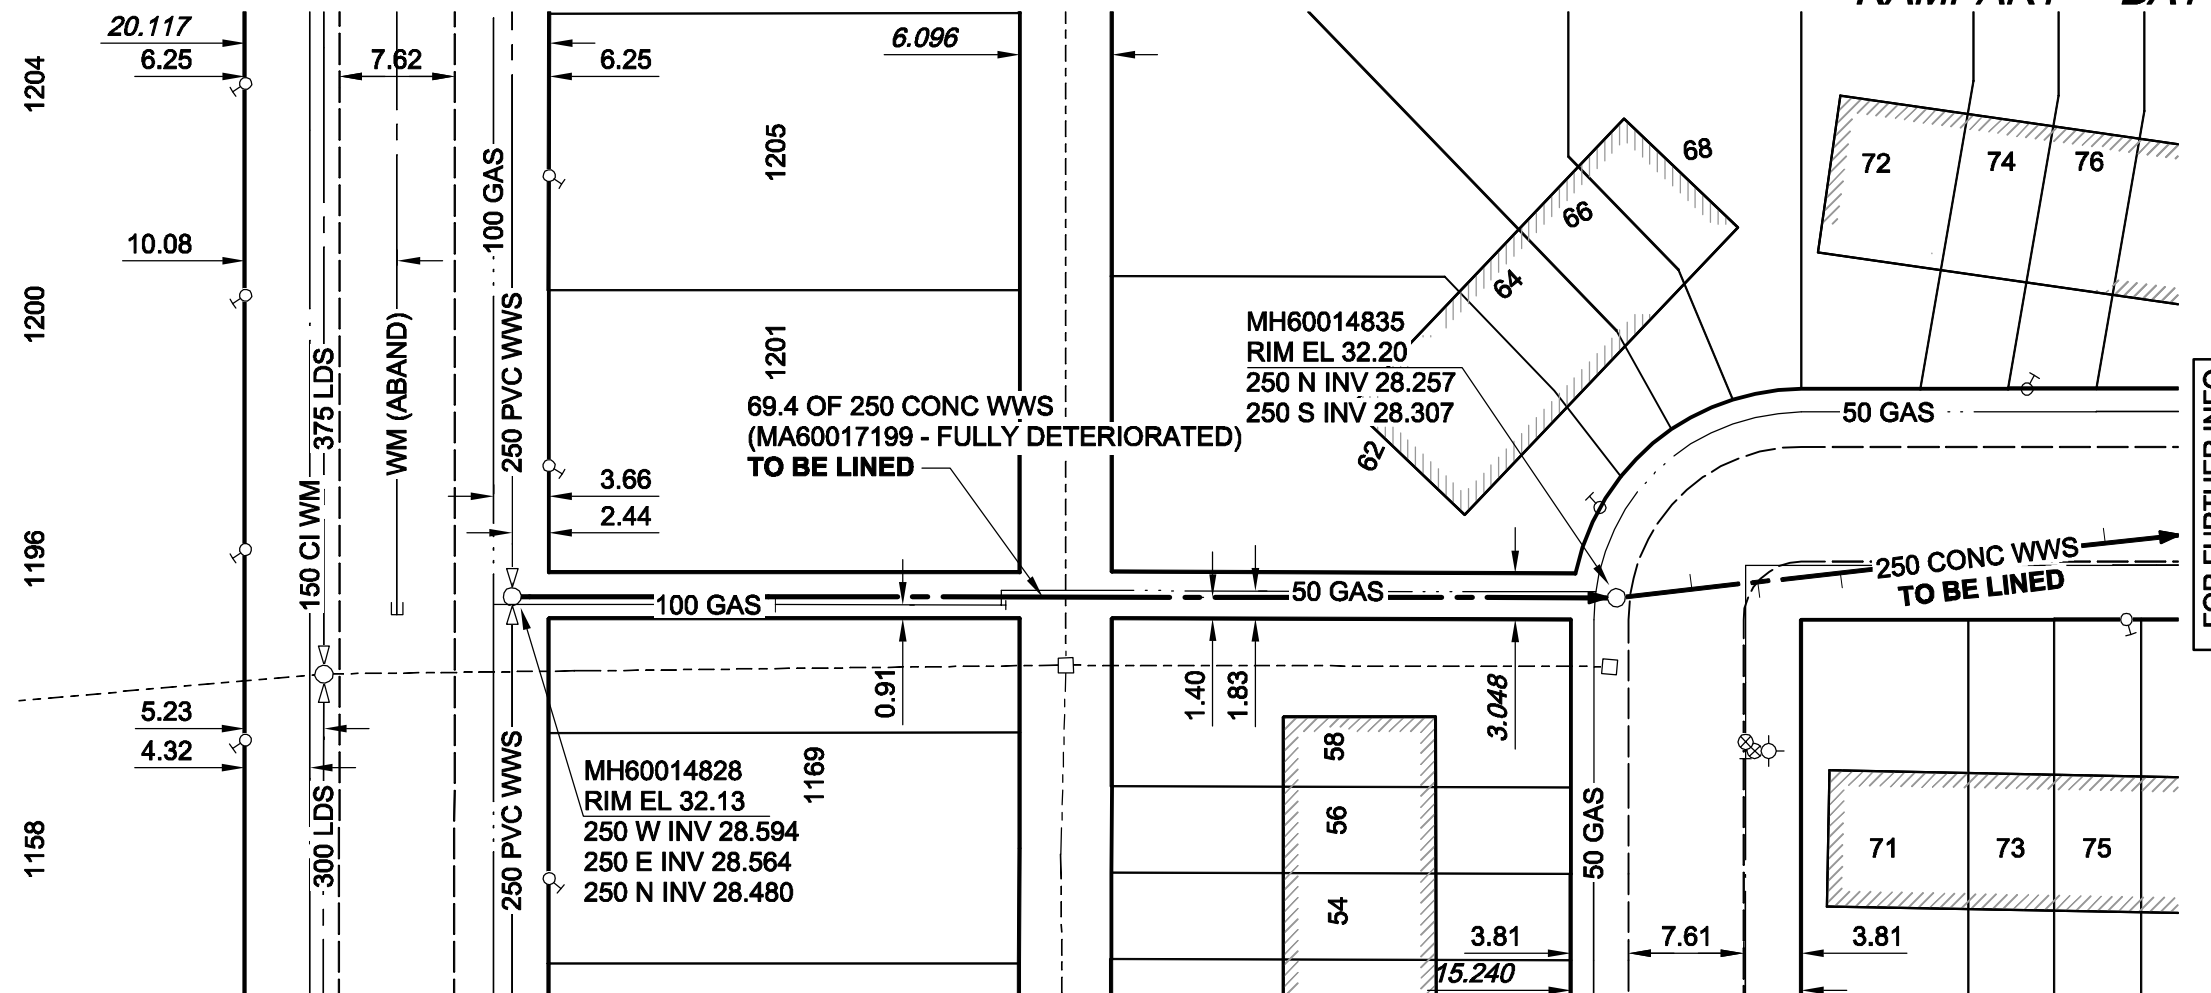 20.117
6.25
7.62
6.25
6.096
1204
1205
100 GAS
68
66
64
62
72
74
76
10.08
1200
WM (ABAND)
375 LDS
250 PVC WWS
1201
MH60014835
RIM EL 32.20
250 N INV 28.257
250 S INV 28.307
69.4 OF 250 CONC WWS
(MA60017199 - FULLY DETERIORATED)
TO BE LINED
50 GAS
3.66
2.44
1196
150 CI WM
100 GAS
50 GAS
250 CONC WWS
TO BE LINED
FOR FURTHER INFO
0.91
1.40
1.83
3.048
5.23
4.32
1158
300 LDS
250 PVC WWS
MH60014828
RIM EL 32.13
250 W INV 28.594
250 E INV 28.564
250 N INV 28.480
1169
58
56
54
50 GAS
71
73
75
3.81
7.61
3.81
15.240